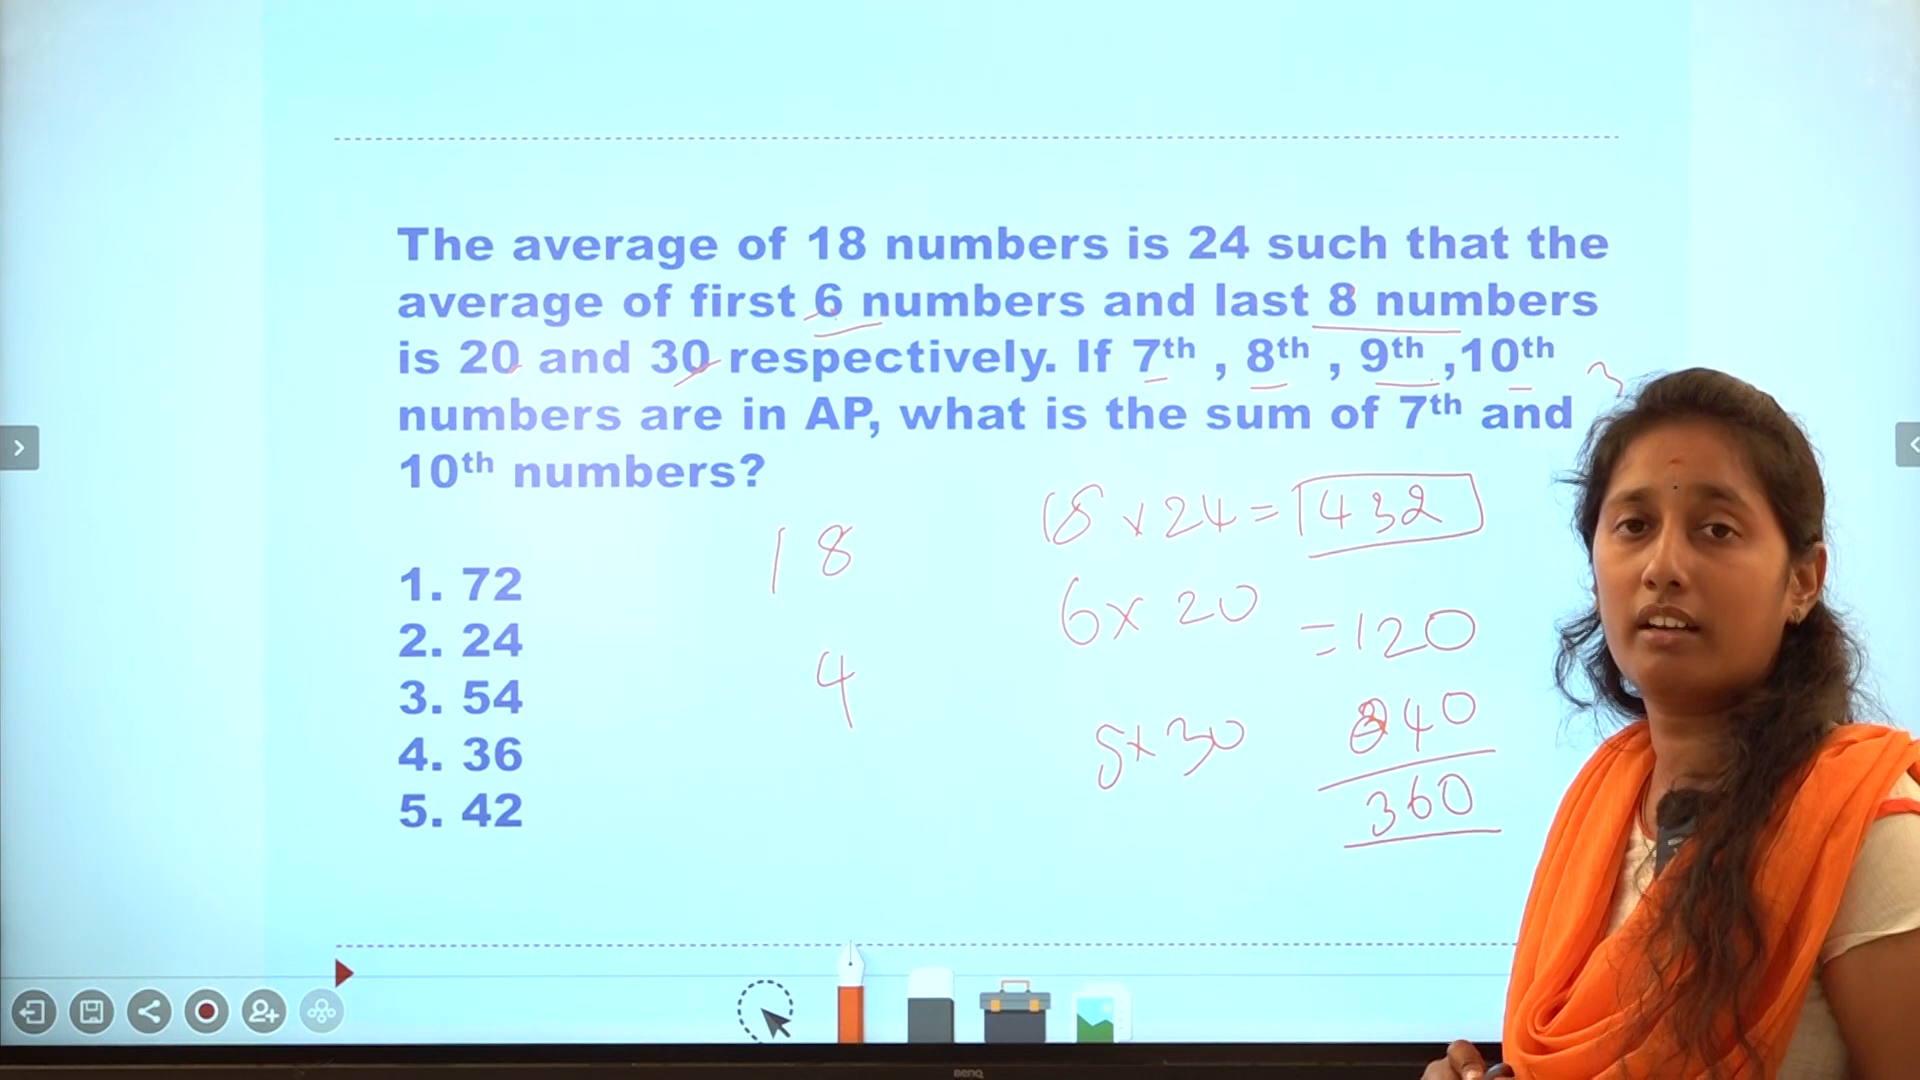 The average of 18 numbers is 24 such that the
average of first 6 numbers and last 8 numbers
is 20 and 30 respectively. If 7th , 8th , 9th ,10th
numbers are in AP, what is the sum of 7th and
10th numbers?
18 × 24 = 432
18
1. 72
6 × 20 = 120
2. 24
4
3. 54
8 × 30 240
4. 36
360
5. 42
BenQ